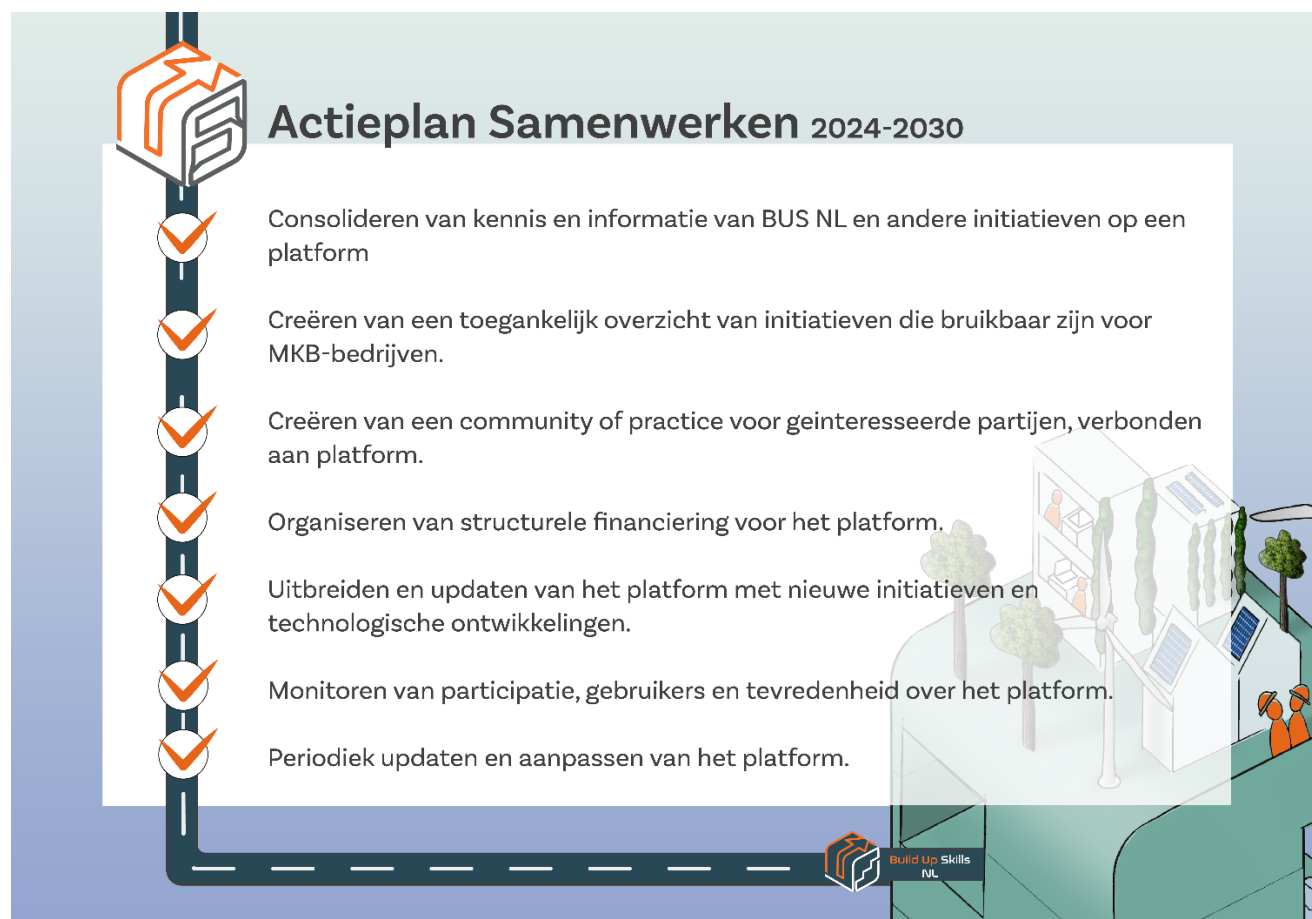 Actieplan Samenwerken 2024-2030
Consolideren van kennis en informatie van BUS NL en andere initiatieven op een
platform
Creëren van een toegankelijk overzicht van initiatieven die bruikbaar zijn voor
MKB-bedrijven.
Creëren van een community of practice voor geinteresseerde partijen, verbonden
aan platform.
Organiseren van structurele financiering voor het platform.
Uitbreiden en updaten van het platform met nieuwe initiatieven en
technologische ontwikkelingen.
Monitoren van participatie, gebruikers en tevredenheid over het platform.
Periodiek updaten en aanpassen van het platform.
Build Up Skills
NL